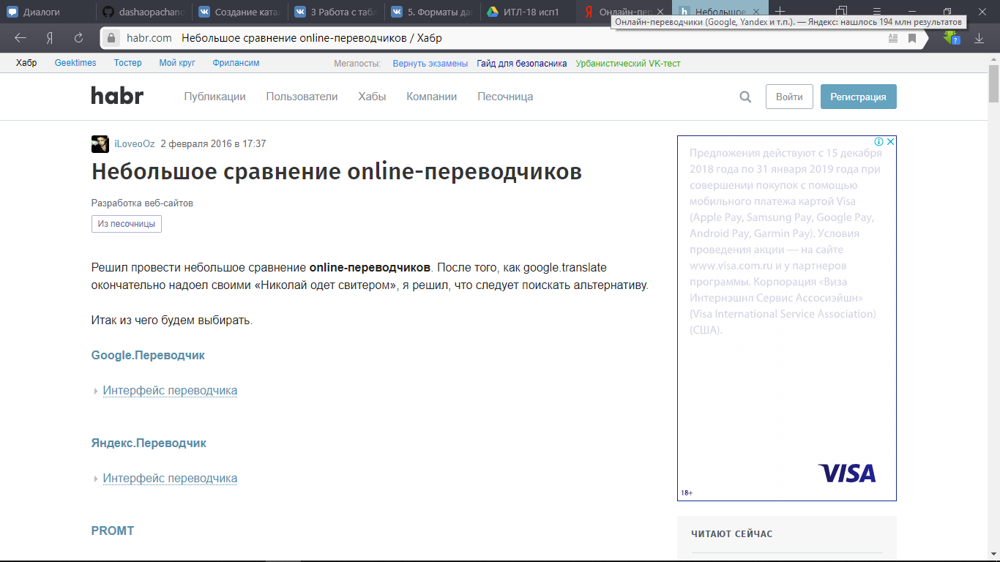 Диалоги
dashaopachano
Создание ката
3 Работа с табл
5. Форматы да
ИТЛ-18 исп1
Онлайн-пер
Небольшое
Онлайн-переводчики (Google, Yandex и т.п.). — Яндекс: нашлось 194 млн результатов
Я habr.com Небольшое сравнение online-переводчиков / Хабр
Хабр Geektimes Тостер Мой круг Фрилансим Мегапосты: Вернуть экзамены Гайд для безопасника Урбанистический VK-тест
habr Публикации Пользователи Хабы Компании Песочница Войти Регистрация
iLoveoOz 2 февраля 2016 в 17:37
Небольшое сравнение online-переводчиков
Разработка веб-сайтов
Из песочницы
Решил провести небольшое сравнение online-переводчиков. После того, как google.translate
окончательно надоел своими «Николай одет свитером», я решил, что следует поискать альтернативу.
Итак из чего будем выбирать.
Google.Переводчик
Интерфейс переводчика
Яндекс.Переводчик
Интерфейс переводчика
PROMT
Предложения действуют с 15 декабря
2018 года по 31 января 2019 года при
совершении покупок с помощью
мобильного платежа картой Visa
(Apple Pay, Samsung Pay, Google Pay,
Android Pay, Garmin Pay). Условия
проведения акции — на сайте
www.visa.com.ru и у партнеров
программы. Корпорация «Виза
Интернэшнл Сервис Ассосиэйшн»
(Visa International Service Association)
(США).
VISA
18+
ЧИТАЮТ СЕЙЧАС